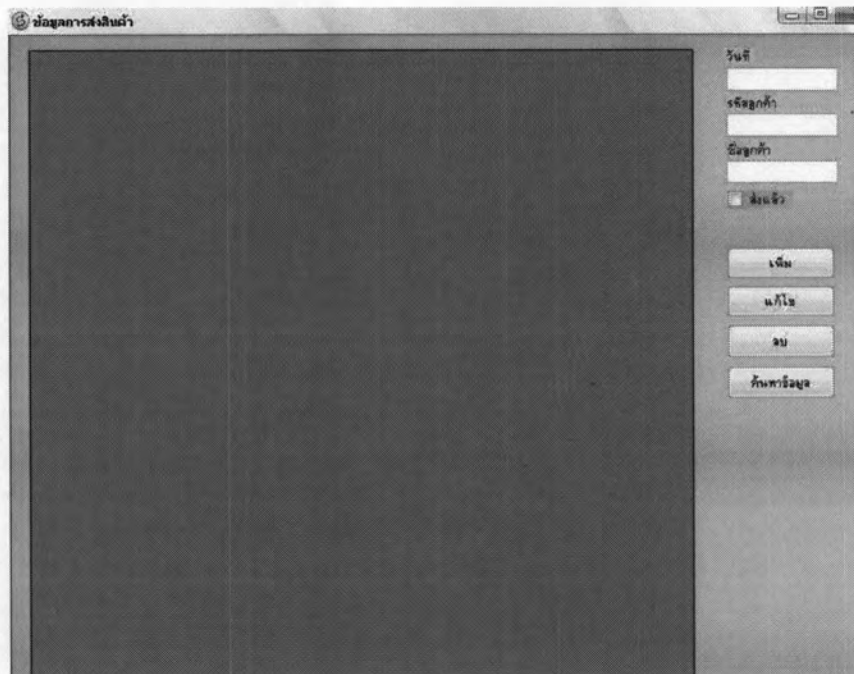 ข้อมูลการส่งสินค้า
วันที่
รหัสลูกค้า
ชื่อลูกค้า
ส่งแล้ว
เพิ่ม
แก้ไข
ลบ
ค้นหาข้อมูล